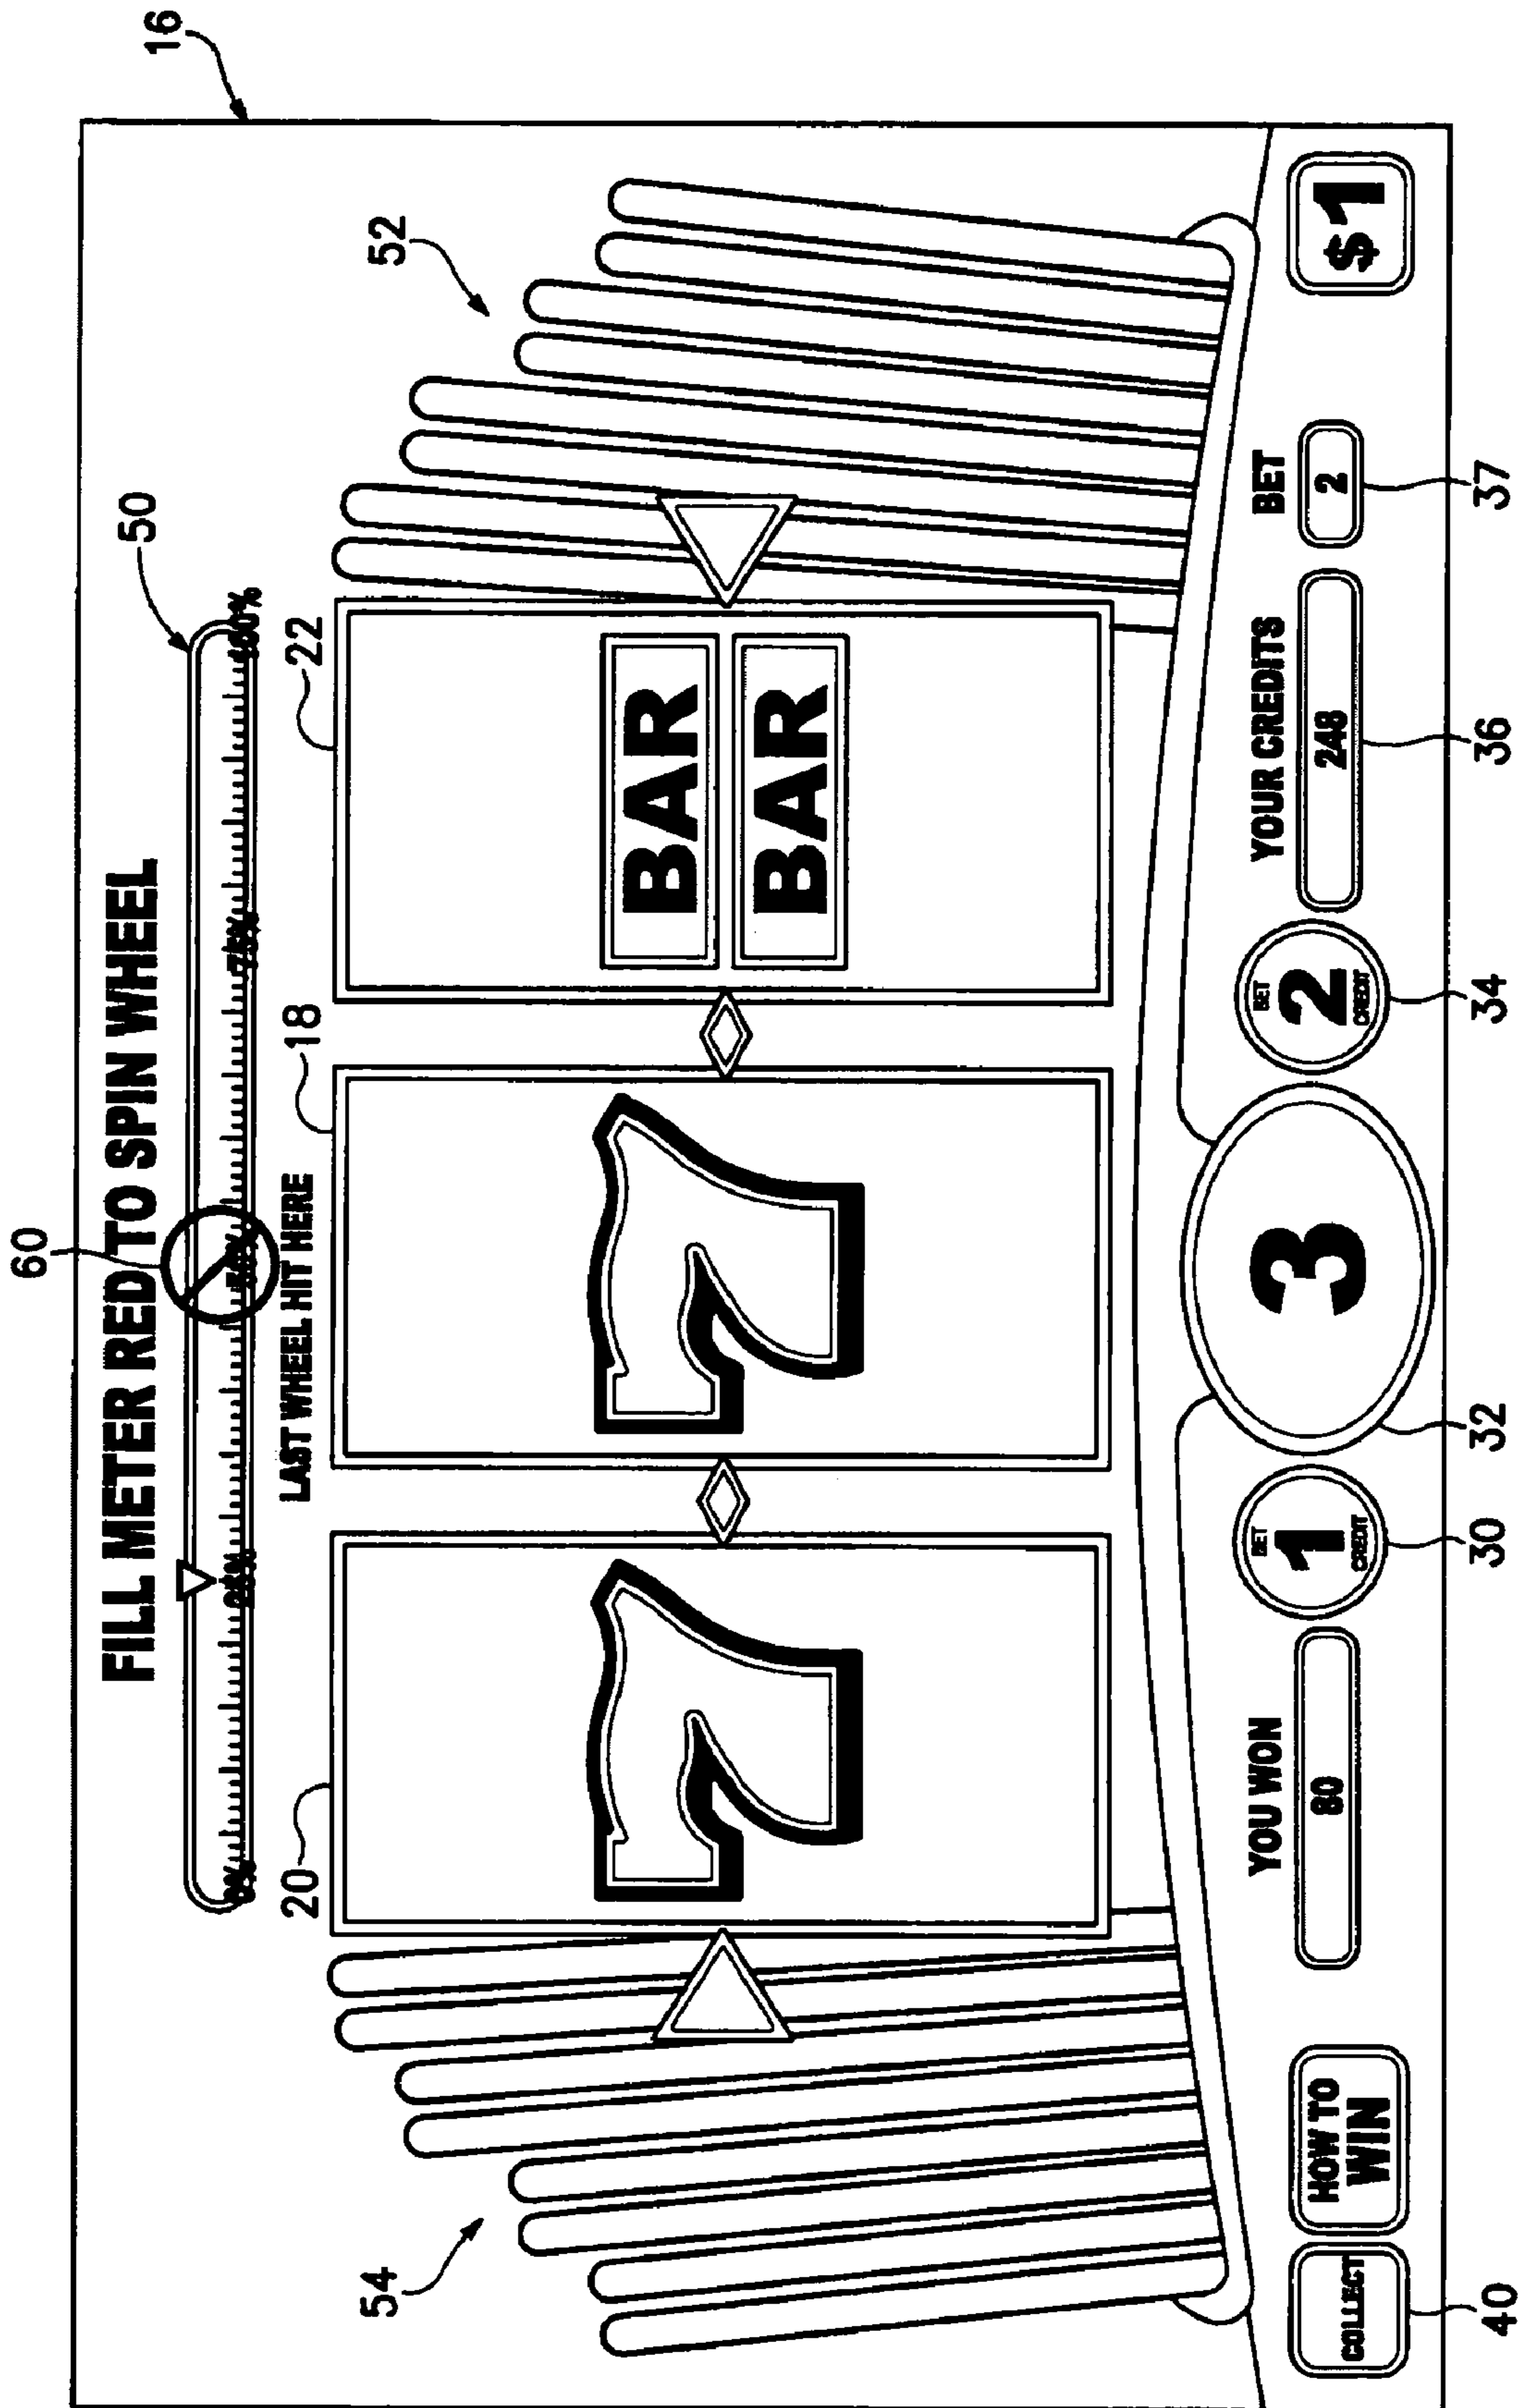 16
60
FILL METER RED TO SPIN WHEEL
50
0% 25% 50% 75% 100%
LAST WHEEL HIT HERE
20
18
22
54
52
7 7 BAR
BAR
YOU WON
YOUR CREDITS
BET
COLLECT
HOW TO
WIN
80
BET
1
CREDIT
3
BET
2
CREDIT
248
2
$1
40
30
32
34
36
37